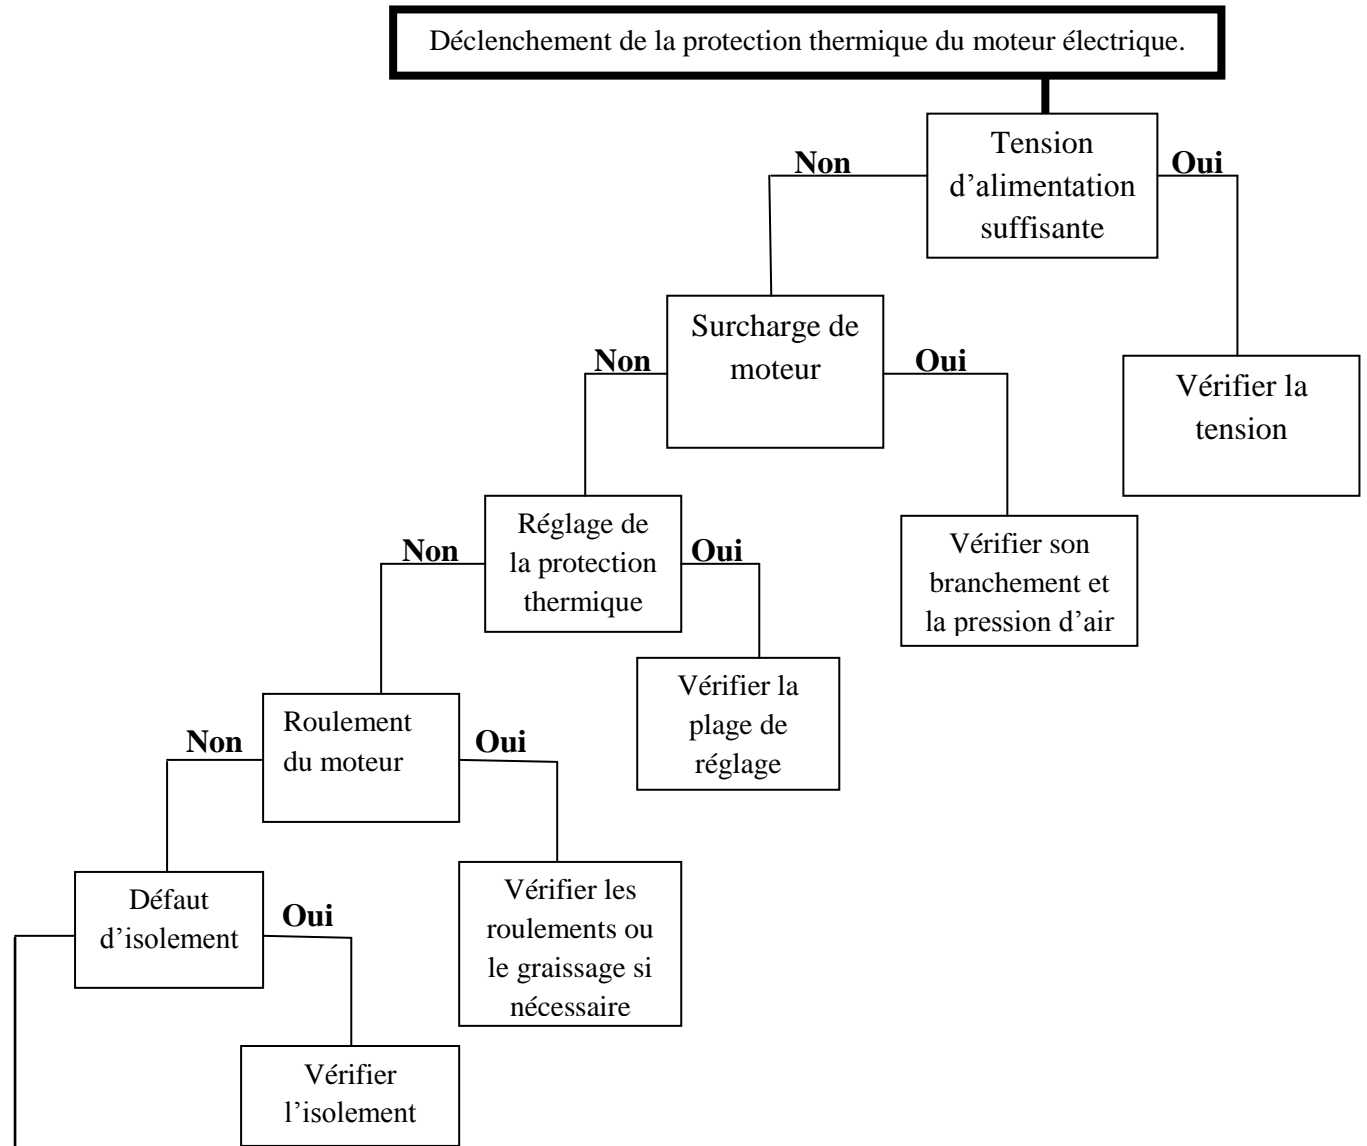 Déclenchement de la protection thermique du moteur électrique.
Tension
d’alimentation
suffisante
Non
Oui
Surcharge de
moteur
Non
Oui
Vérifier la
tension
Réglage de
la protection
thermique
Non
Oui
Vérifier son
branchement et
la pression d’air
Vérifier la
plage de
réglage
Roulement
du moteur
Non
Oui
Vérifier les
roulements ou
le graissage si
nécessaire
Défaut
d’isolement
Oui
Vérifier
l’isolement